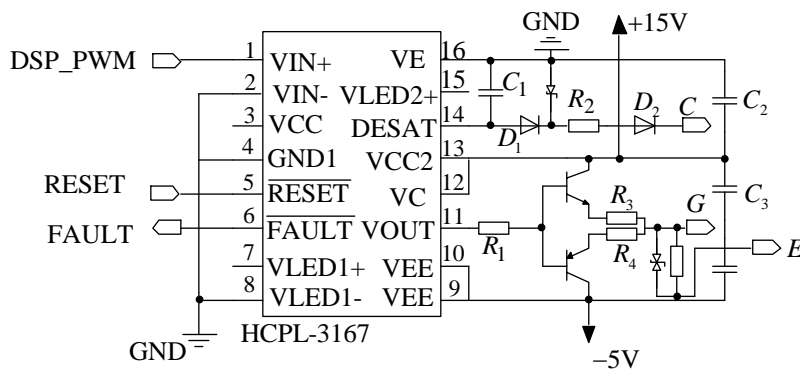 GND
+15V
DSP_PWM
1
VIN+
VE
16
2
VIN-
VLED2+
15
C1
R2
D2
C
C2
3
VCC
DESAT
14
D1
4
GND1
VCC2
13
RESET
5
RESET
VC
12
C3
FAULT
6
FAULT
VOUT
11
R1
R3
G
R4
E
7
VLED1+
VEE
10
8
VLED1-
VEE
9
GND
HCPL-3167
−5V